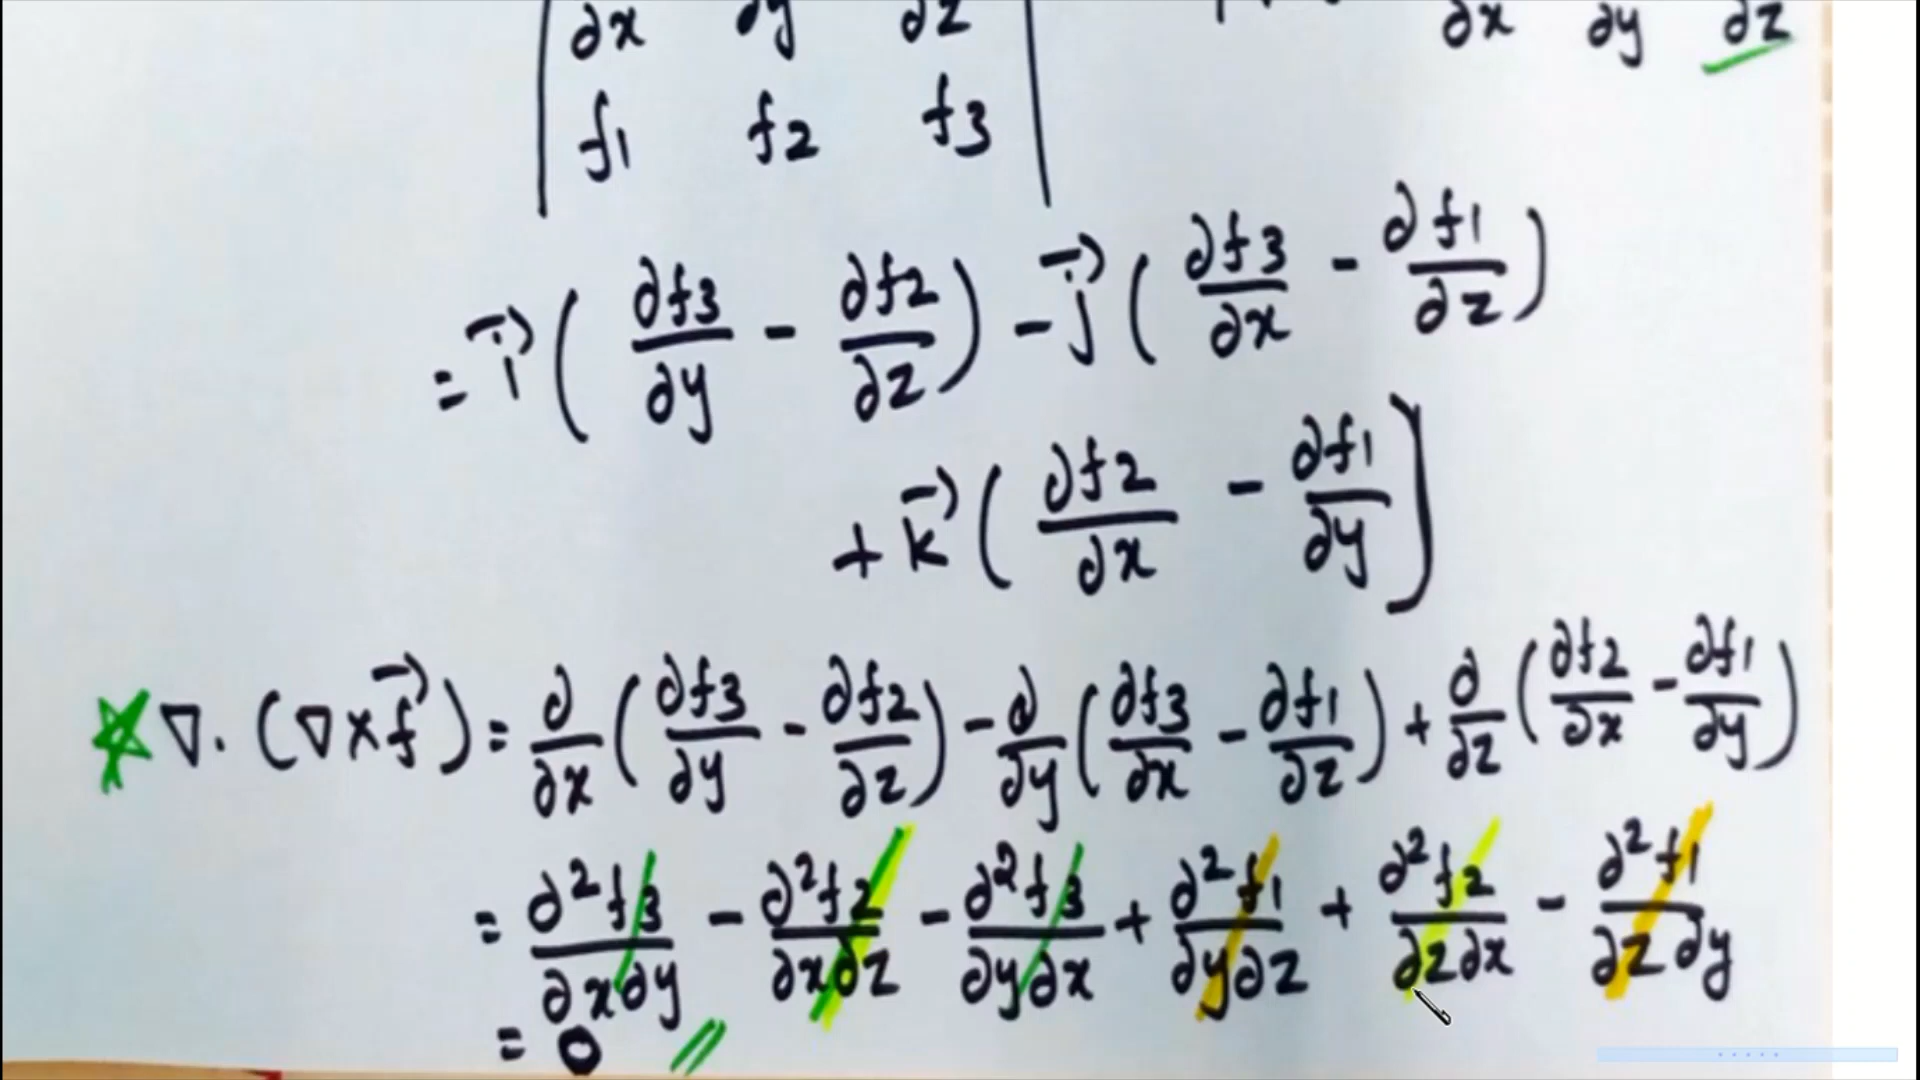 ∂x ∂y ∂z ∂x ∂y ∂z
f1 f2 f3
= i⃗ ( ∂f3/∂y - ∂f2/∂z ) - j⃗ ( ∂f3/∂x - ∂f1/∂z )
+ k⃗ ( ∂f2/∂x - ∂f1/∂y ]
∇. (∇×f⃗) = ∂/∂x ( ∂f3/∂y - ∂f2/∂z ) - ∂/∂y ( ∂f3/∂x - ∂f1/∂z ) + ∂/∂z ( ∂f2/∂x - ∂f1/∂y )
= ∂²f3/∂x∂y - ∂²f2/∂x∂z - ∂²f3/∂y∂x + ∂²f1/∂y∂z + ∂²f2/∂z∂x - ∂²f1/∂z∂y
= 0